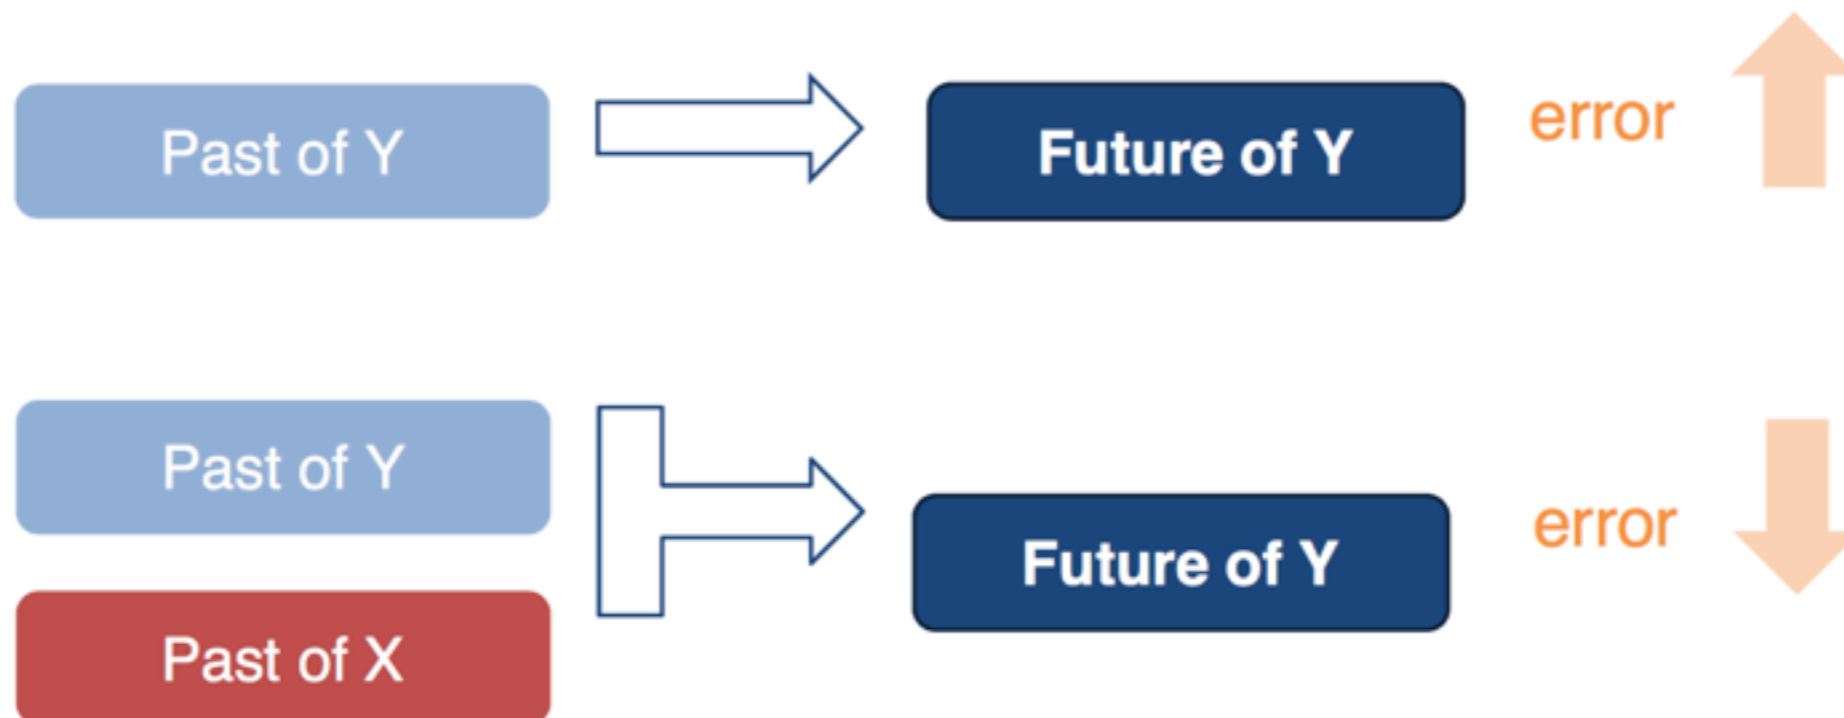 Past of Y
Future of Y
error
Past of Y
Future of Y
error
Past of X